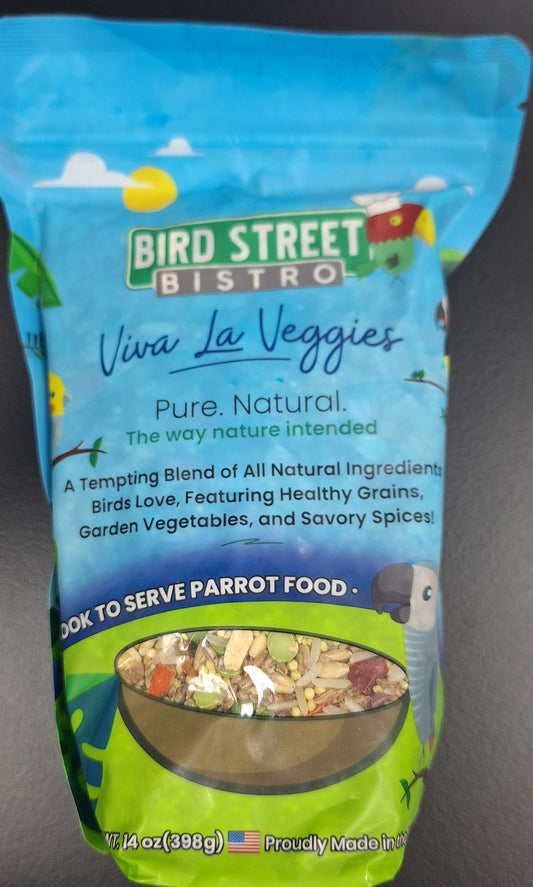 BIRD STREET
BISTRO
Viva La Veggies
Pure. Natural.
The way nature intended
A Tempting Blend of All Natural Ingredients
Birds Love, Featuring Healthy Grains,
Garden Vegetables, and Savory Spices!
OOK TO SERVE PARROT FOOD •
WT. 14 oz(398g) Proudly Made in the